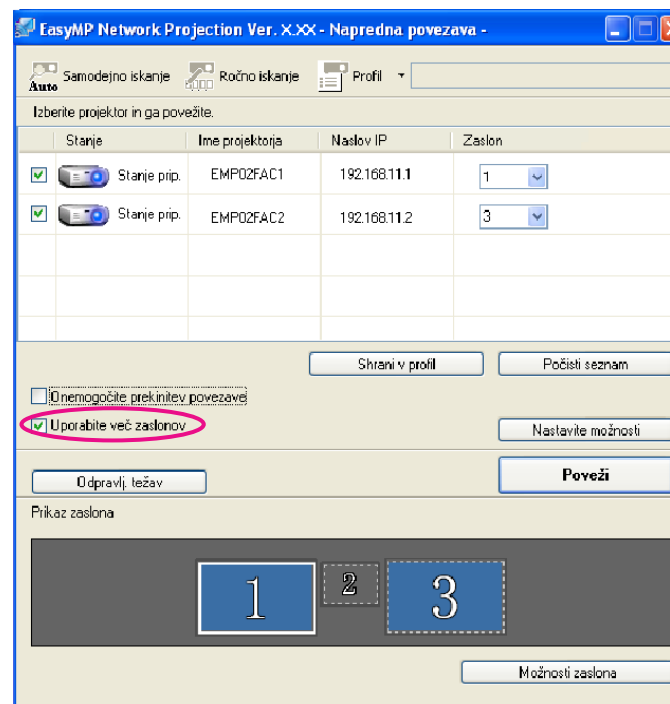 EasyMP Network Projection Ver. X.XX - Napredna povezava -
Auto Samodejno iskanje Ročno iskanje Profil
Izberite projektor in ga povežite.
Stanje Ime projektorja Naslov IP Zaslon
Stanje prip. EMP02FAC1 192.168.11.1 1
Stanje prip. EMP02FAC2 192.168.11.2 3
Shrani v profil Počisti seznam
Onemogočite prekinitev povezave
Uporabite več zaslonov Nastavite možnosti
Odpravlj. težav Poveži
Prikaz zaslona
1 2 3
Možnosti zaslona